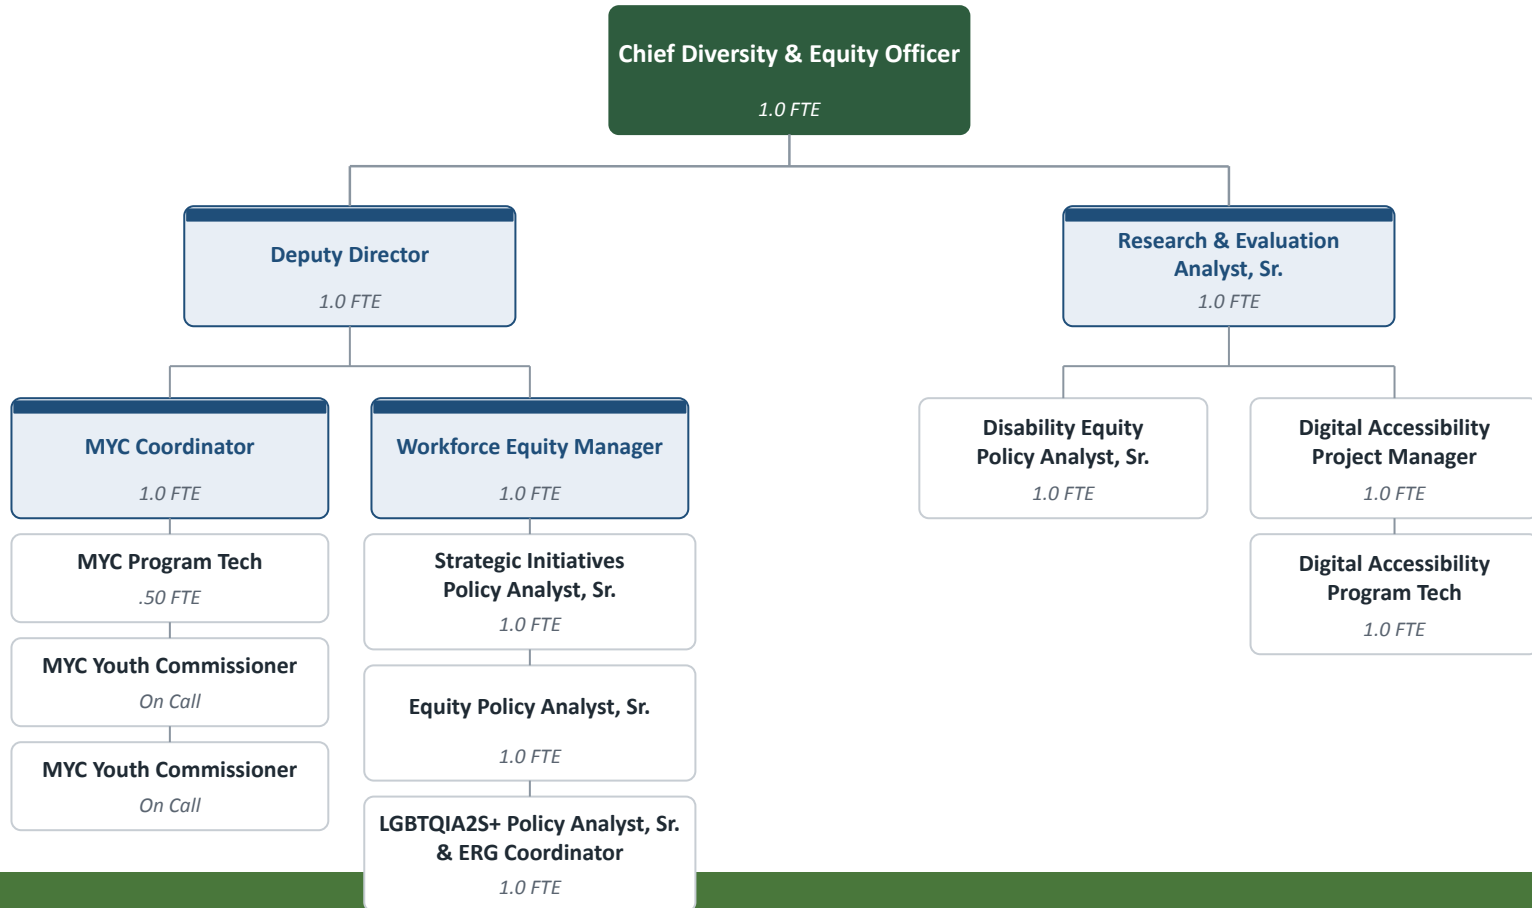 Chief Diversity & Equity Officer
1.0 FTE
Deputy Director
1.0 FTE
Research & Evaluation
Analyst, Sr.
1.0 FTE
MYC Coordinator
1.0 FTE
Workforce Equity Manager
1.0 FTE
Disability Equity
Policy Analyst, Sr.
1.0 FTE
Digital Accessibility
Project Manager
1.0 FTE
MYC Program Tech
.50 FTE
MYC Youth Commissioner
On Call
MYC Youth Commissioner
On Call
Strategic Initiatives
Policy Analyst, Sr.
1.0 FTE
Equity Policy Analyst, Sr.
1.0 FTE
LGBTQIA2S+ Policy Analyst, Sr.
& ERG Coordinator
1.0 FTE
Digital Accessibility
Program Tech
1.0 FTE